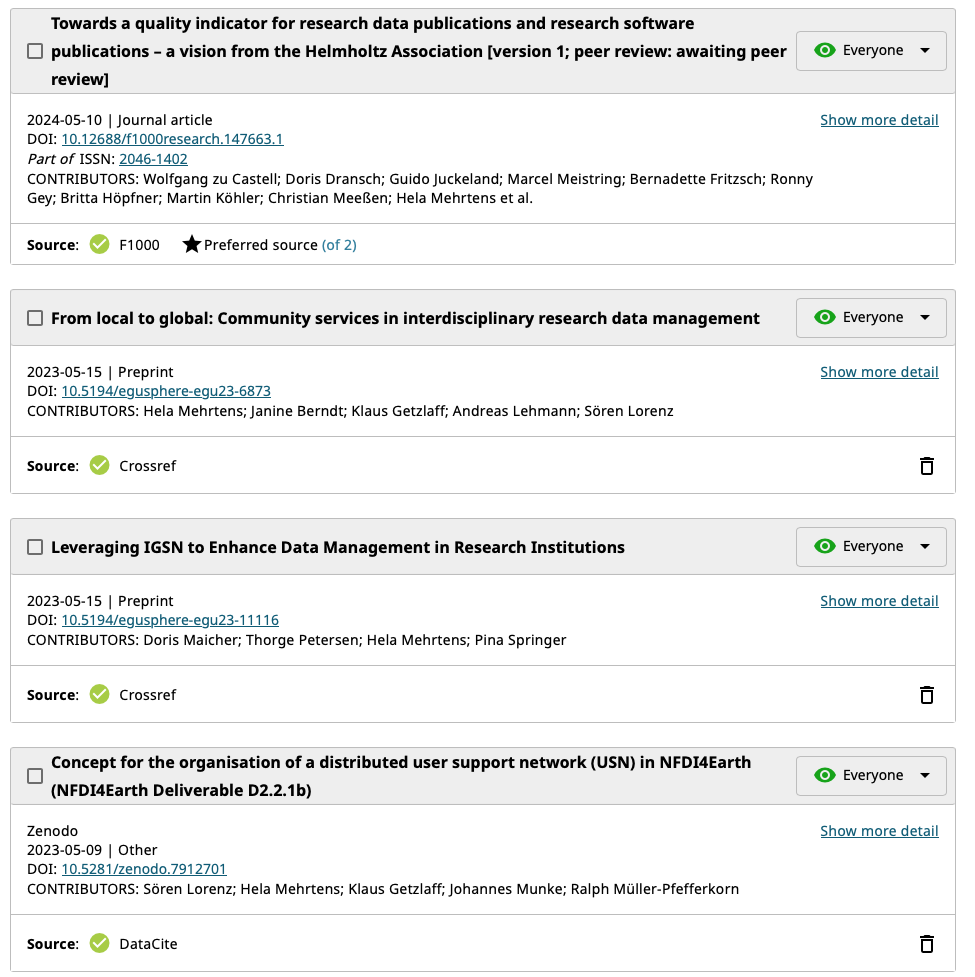 Towards a quality indicator for research data publications and research software
publications – a vision from the Helmholtz Association [version 1; peer review: awaiting peer
review]
Everyone
2024-05-10 | Journal article
Show more detail
DOI: 10.12688/f1000research.147663.1
Part of ISSN: 2046-1402
CONTRIBUTORS: Wolfgang zu Castell; Doris Dransch; Guido Juckeland; Marcel Meistring; Bernadette Fritzsch; Ronny
Gey; Britta Höpfner; Martin Köhler; Christian Meeßen; Hela Mehrtens et al.
Source: F1000 Preferred source (of 2)
From local to global: Community services in interdisciplinary research data management
Everyone
2023-05-15 | Preprint
Show more detail
DOI: 10.5194/egusphere-egu23-6873
CONTRIBUTORS: Hela Mehrtens; Janine Berndt; Klaus Getzlaff; Andreas Lehmann; Sören Lorenz
Source: Crossref
Leveraging IGSN to Enhance Data Management in Research Institutions
Everyone
2023-05-15 | Preprint
Show more detail
DOI: 10.5194/egusphere-egu23-11116
CONTRIBUTORS: Doris Maicher; Thorge Petersen; Hela Mehrtens; Pina Springer
Source: Crossref
Concept for the organisation of a distributed user support network (USN) in NFDI4Earth
(NFDI4Earth Deliverable D2.2.1b)
Everyone
Zenodo
Show more detail
2023-05-09 | Other
DOI: 10.5281/zenodo.7912701
CONTRIBUTORS: Sören Lorenz; Hela Mehrtens; Klaus Getzlaff; Johannes Munke; Ralph Müller-Pfefferkorn
Source: DataCite